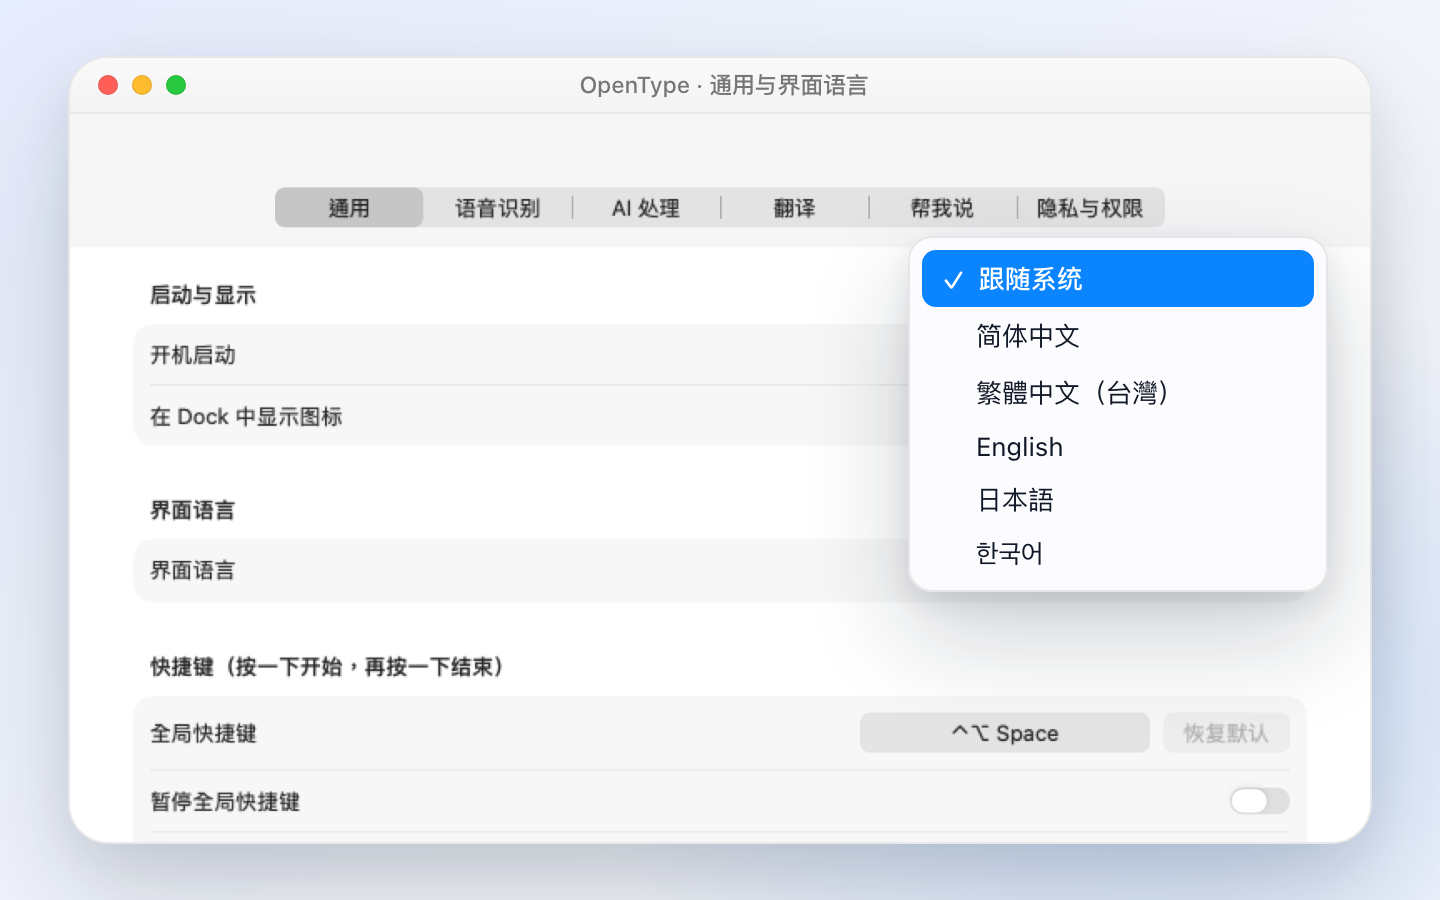 OpenType · 通用与界面语言
通用 语音识别 AI 处理 翻译 帮我说 隐私与权限
启动与显示
开机启动
在 Dock 中显示图标
界面语言
界面语言
✓ 跟随系统
简体中文
繁體中文（台灣）
English
日本語
한국어
快捷键（按一下开始，再按一下结束）
全局快捷键 ^⌥ Space 恢复默认
暂停全局快捷键